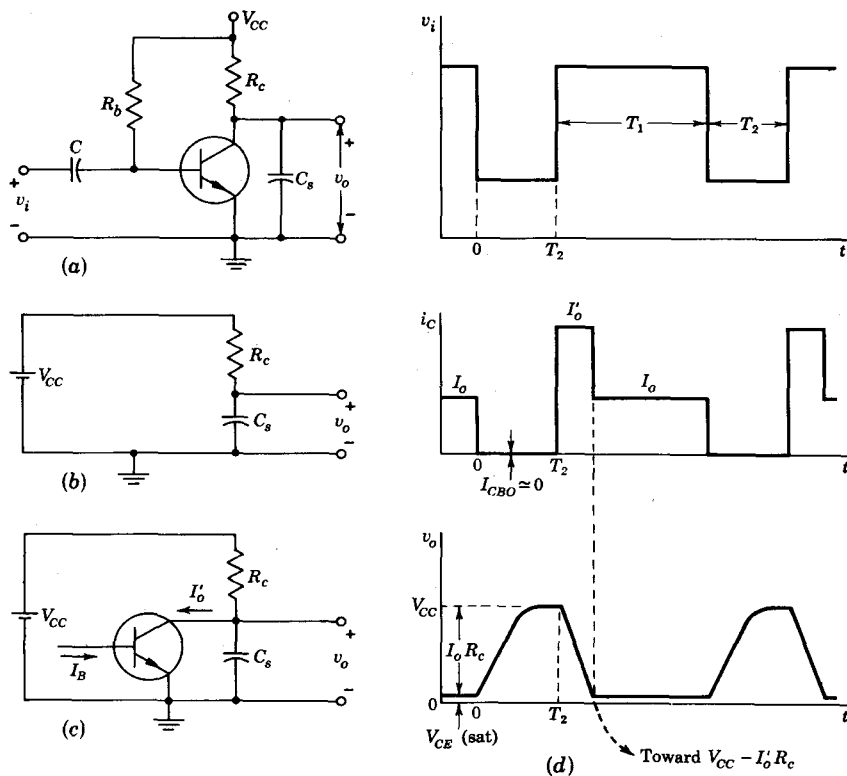 V_CC
R_c
R_b
C
C_s
+
v_i
−
+
v_o
−
(a)
V_CC
R_c
C_s
+
v_o
−
(b)
V_CC
R_c
I′_o
I_B
C_s
+
v_o
−
(c)
v_i
T_1
T_2
0
T_2
t
i_C
I′_o
I_o
I_o
0
T_2
t
I_CBO ≃ 0
v_o
V_CC
I_o R_c
0
0
T_2
t
V_CE (sat)
(d)
Toward V_CC − I′_o R_c